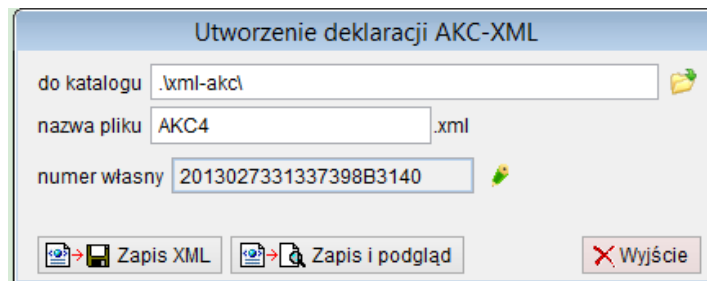 Utworzenie deklaracji AKC-XML
do katalogu .\xml-akc\
nazwa pliku AKC4 .xml
numer własny 2013027331337398B3140
Zapis XML Zapis i podgląd Wyjście